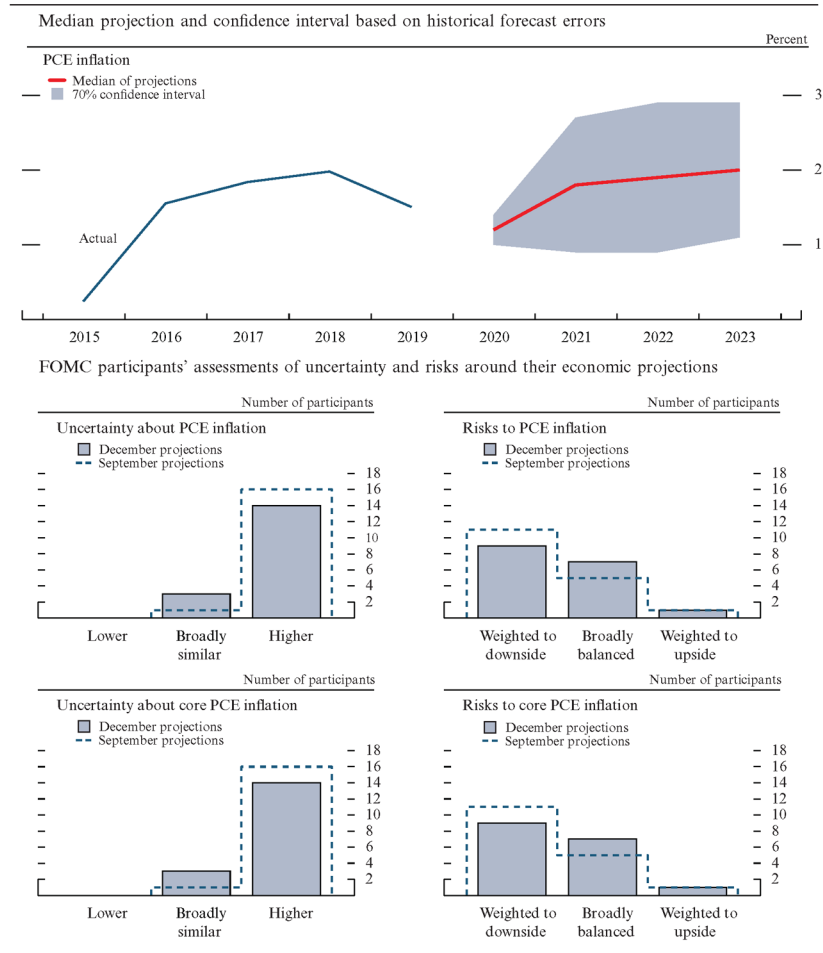 Median projection and confidence interval based on historical forecast errors
Percent
PCE inflation
Median of projections
70% confidence interval
3
2
Actual
1
2015 2016 2017 2018 2019 2020 2021 2022 2023
FOMC participants’ assessments of uncertainty and risks around their economic projections
Number of participants
Uncertainty about PCE inflation
December projections
September projections
18
16
14
12
10
8
6
4
2
Lower Broadly similar Higher
Number of participants
Risks to PCE inflation
December projections
September projections
18
16
14
12
10
8
6
4
2
Weighted to downside Broadly balanced Weighted to upside
Number of participants
Uncertainty about core PCE inflation
December projections
September projections
18
16
14
12
10
8
6
4
2
Lower Broadly similar Higher
Number of participants
Risks to core PCE inflation
December projections
September projections
18
16
14
12
10
8
6
4
2
Weighted to downside Broadly balanced Weighted to upside